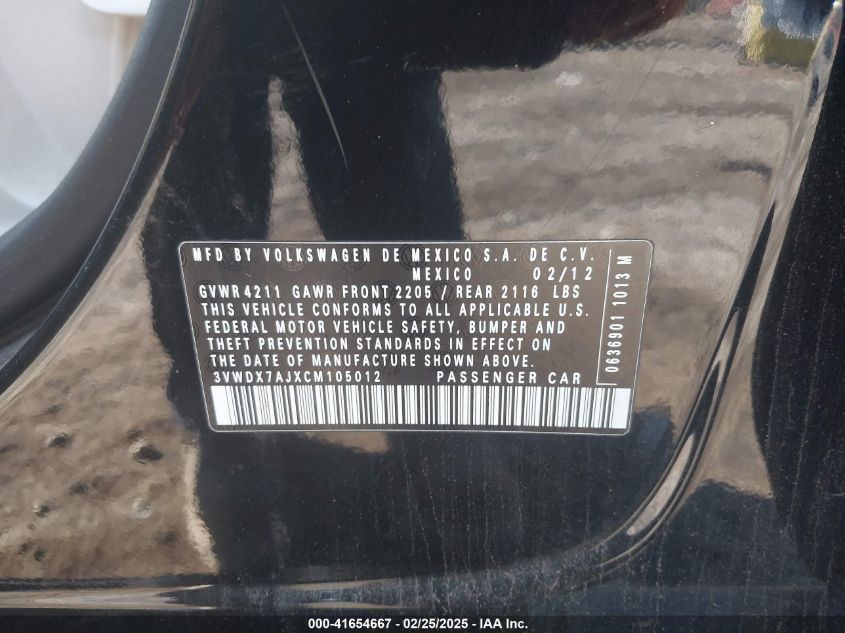 MFD BY VOLKSWAGEN DE MEXICO S.A. DE C.V.
MEXICO 02/12
GVWR 4211 GAWR FRONT 2205 / REAR 2116 LBS
THIS VEHICLE CONFORMS TO ALL APPLICABLE U.S.
FEDERAL MOTOR VEHICLE SAFETY, BUMPER AND
THEFT PREVENTION STANDARDS IN EFFECT ON
THE DATE OF MANUFACTURE SHOWN ABOVE.
3VWDX7AJXCM105012 PASSENGER CAR
0636901 1013 M
000-41654667 - 02/25/2025 - IAA Inc.